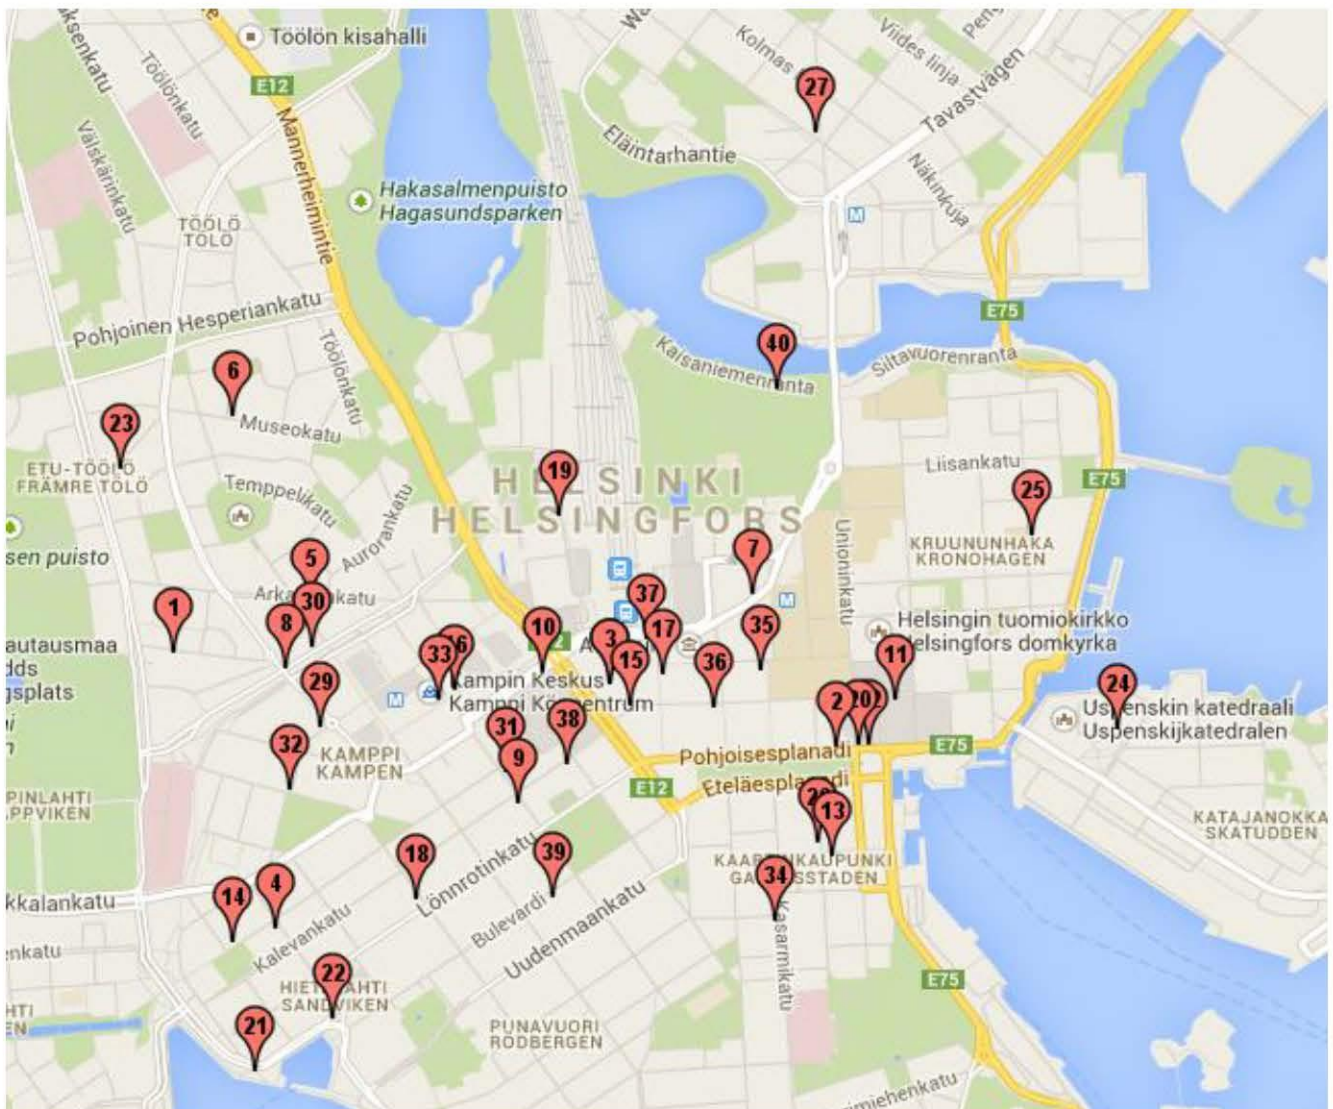 Töölön kisahalli
Töölönkatu
E12
Mannerheimintie
Välskärinkatu
Kolmas
Viides linja
Tavastvägen
27
Eläintarhantie
Näkinkuja
Hakasalmenpuisto
Hagasundsparken
M
TÖÖLÖ
TÖLÖ
Pohjoinen Hesperiankatu
Töölönkatu
E75
40
Kaisaniemenranta
Siltavuorenranta
6
23
Museokatu
ETU-TÖÖLÖ
FRÄMRE TÖLÖ
Temppelikatu
Aurorankatu
19
HELSINKI
HELSINGFORS
Liisankatu
E75
25
Unioninkatu
KRUUNUNHAKA
KRONOHAGEN
sen puisto
5
30
8
1
7
37
M
Helsingin tuomiokirkko
Helsingfors domkyrka
33
10
3
15
17
36
35
11
24
Kampin Keskus
Kamppi
M
29
32
KAMPPI
KAMPEN
31
9
38
2
Pohjoisesplanadi
E75
Uspenskin katedraali
Uspenskijkatedralen
E12
Eteläesplanadi
13
KATAJANOKKA
SKATUDDEN
18
39
Lönnrotinkatu
34
14
4
Kalevankatu
Bulevardi
Uudenmaankatu
Kasarmikatu
22
21
PUNAVUORI
RÖDBERGEN
E75